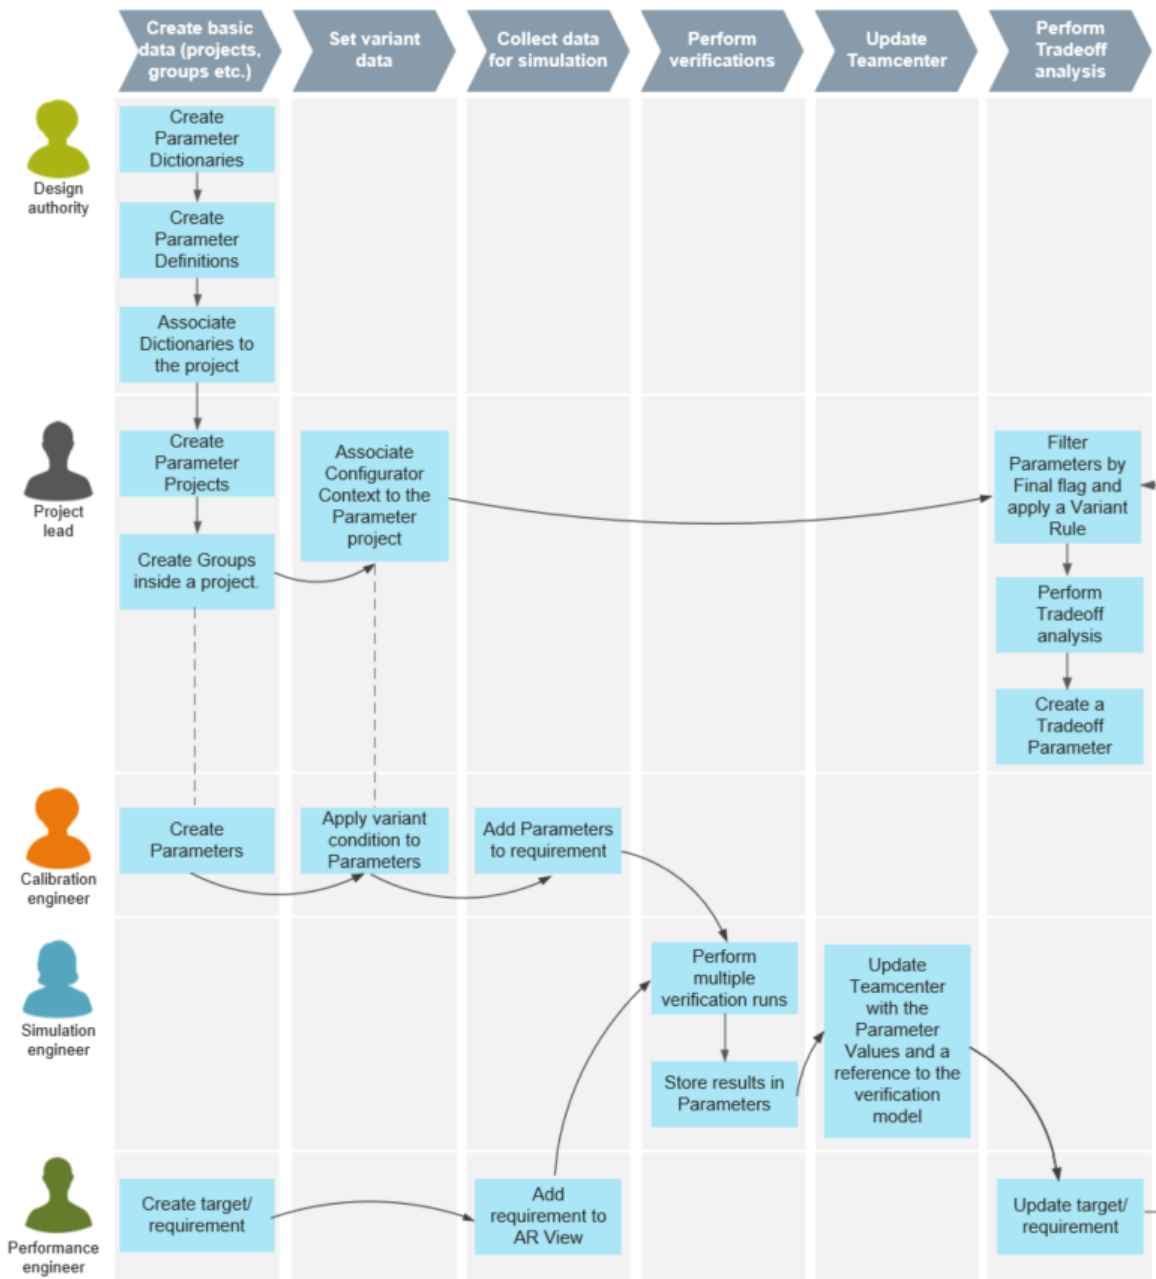 Create basic
data (projects,
groups etc.)
Set variant
data
Collect data
for simulation
Perform
verifications
Update
Teamcenter
Perform
Tradeoff
analysis
Design
authority
Create
Parameter
Dictionaries
Create
Parameter
Definitions
Associate
Dictionaries to
the project
Project
lead
Create
Parameter
Projects
Create Groups
inside a project.
Associate
Configurator
Context to the
Parameter
project
Filter
Parameters by
Final flag and
apply a Variant
Rule
Perform
Tradeoff
analysis
Create a
Tradeoff
Parameter
Calibration
engineer
Create
Parameters
Apply variant
condition to
Parameters
Add Parameters
to requirement
Simulation
engineer
Perform
multiple
verification runs
Store results in
Parameters
Update
Teamcenter
with the
Parameter
Values and a
reference to the
verification
model
Performance
engineer
Create target/
requirement
Add
requirement to
AR View
Update target/
requirement